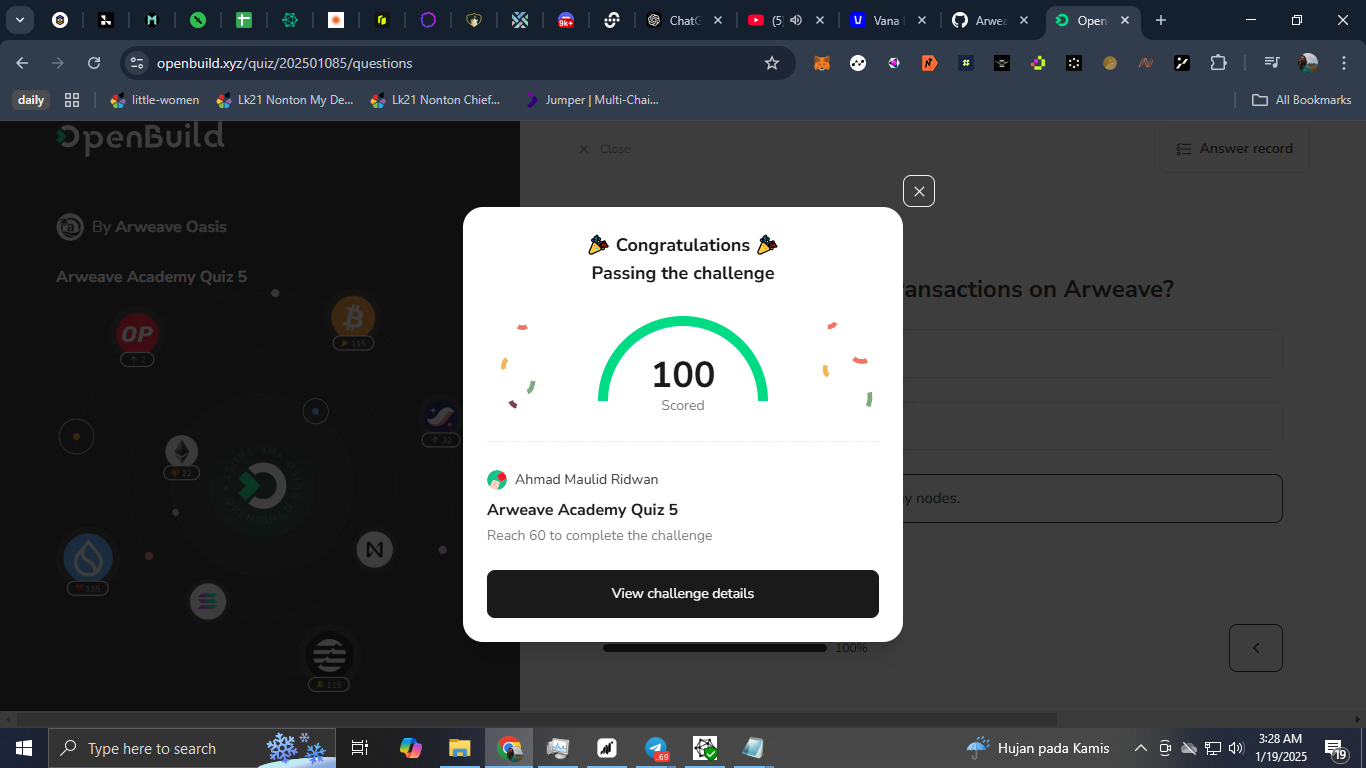 9K+
ChatG
(5
Vana
Arwea
Open
openbuild.xyz/quiz/202501085/questions
daily
little-women
Lk21 Nonton My De...
Lk21 Nonton Chief...
Jumper | Multi-Chai...
All Bookmarks
OpenBuild
Close
Answer record
By Arweave Oasis
Arweave Academy Quiz 5
ransactions on Arweave?
OP
2
115
32
22
115
115
y nodes.
100%
Congratulations
Passing the challenge
100
Scored
Ahmad Maulid Ridwan
Arweave Academy Quiz 5
Reach 60 to complete the challenge
View challenge details
Type here to search
69
Hujan pada Kamis
3:28 AM
1/19/2025
19